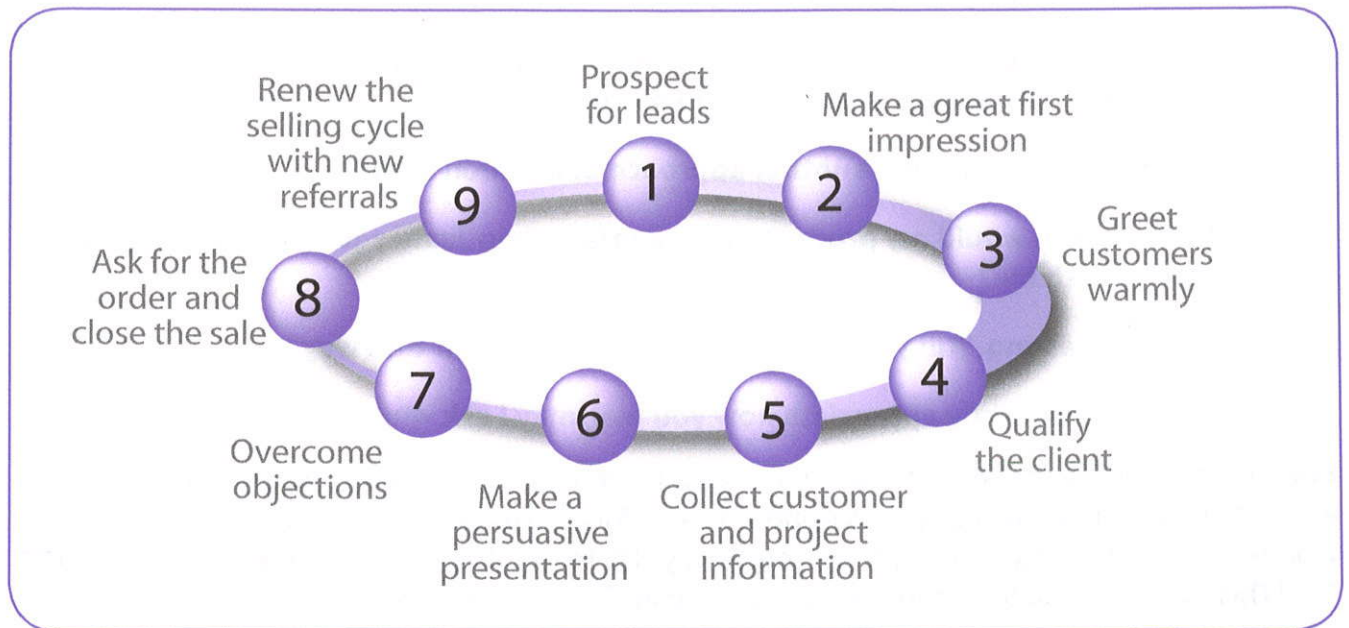 1
Prospect
for leads
2
Make a great first
impression
3
Greet
customers
warmly
4
Qualify
the client
5
Collect customer
and project
Information
6
Make a
persuasive
presentation
7
Overcome
objections
8
Ask for the
order and
close the sale
9
Renew the
selling cycle
with new
referrals